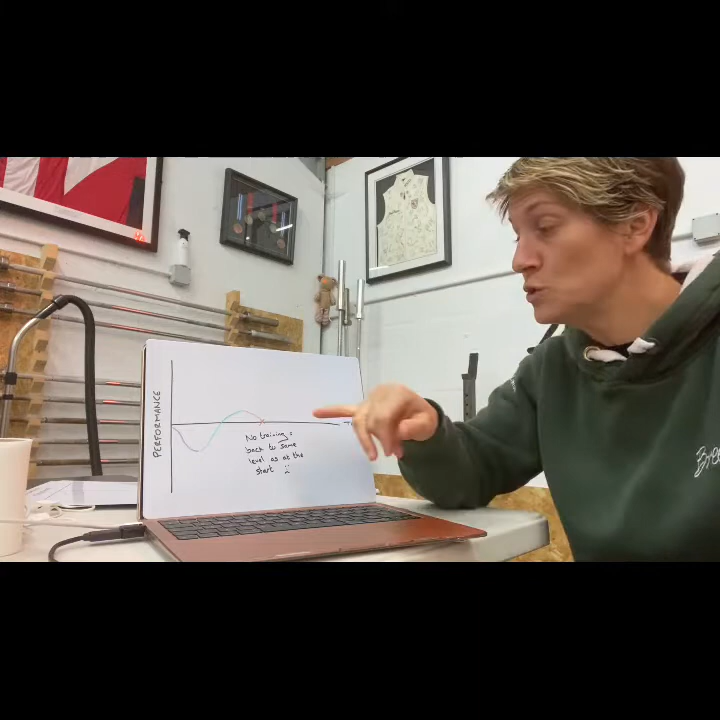 PERFORMANCE
No training =
back to same
level as at the
start :(